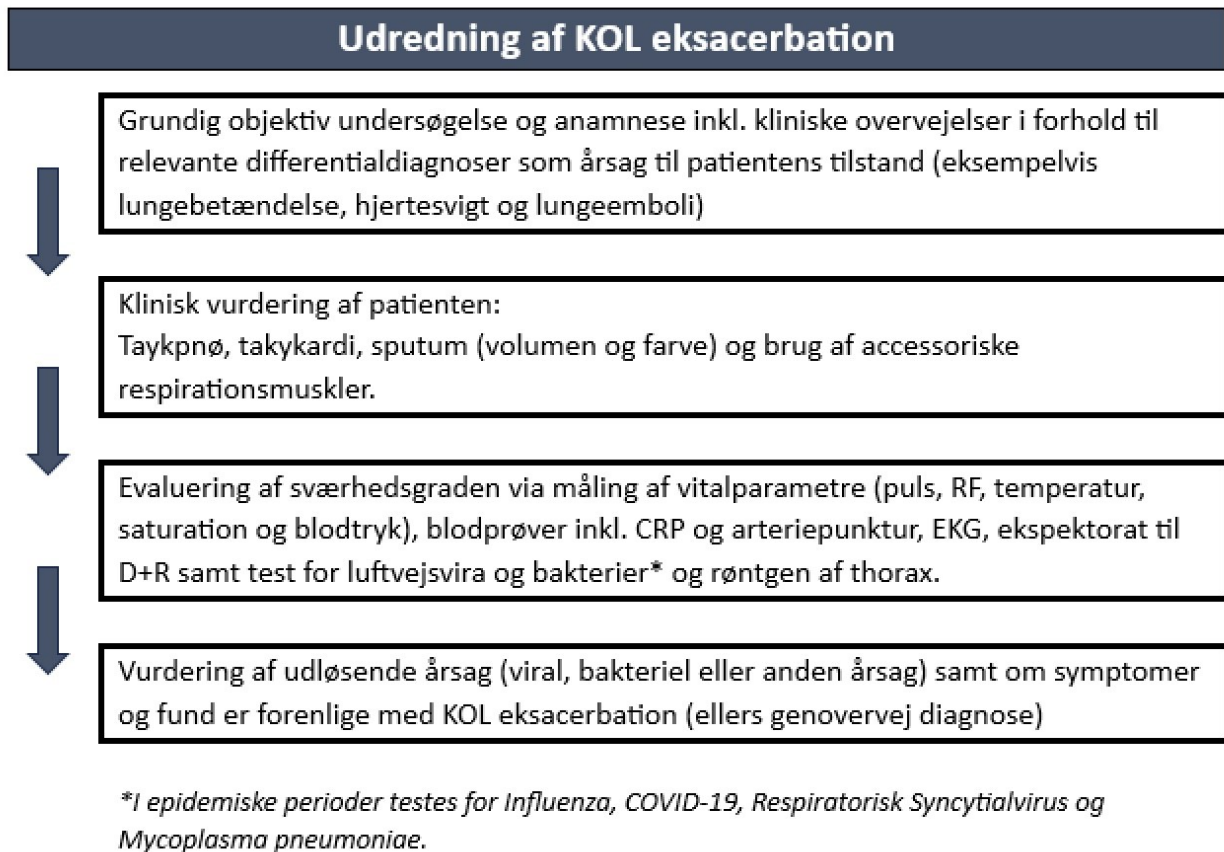 Udredning af KOL eksacerbation
Grundig objektiv undersøgelse og anamnese inkl. kliniske overvejelser i forhold til
relevante differentialdiagnoser som årsag til patientens tilstand (eksempelvis
lungebetændelse, hjertesvigt og lungeemboli)
Klinisk vurdering af patienten:
Taykpnø, takykardi, sputum (volumen og farve) og brug af accessoriske
respirationsmuskler.
Evaluering af sværhedsgraden via måling af vitalparametre (puls, RF, temperatur,
saturation og blodtryk), blodprøver inkl. CRP og arteriepunktur, EKG, ekspektorat til
D+R samt test for luftvejsvira og bakterier* og røntgen af thorax.
Vurdering af udløsende årsag (viral, bakteriel eller anden årsag) samt om symptomer
og fund er forenlige med KOL eksacerbation (ellers genovervej diagnose)
*I epidemiske perioder testes for Influenza, COVID-19, Respiratorisk Syncytialvirus og
Mycoplasma pneumoniae.